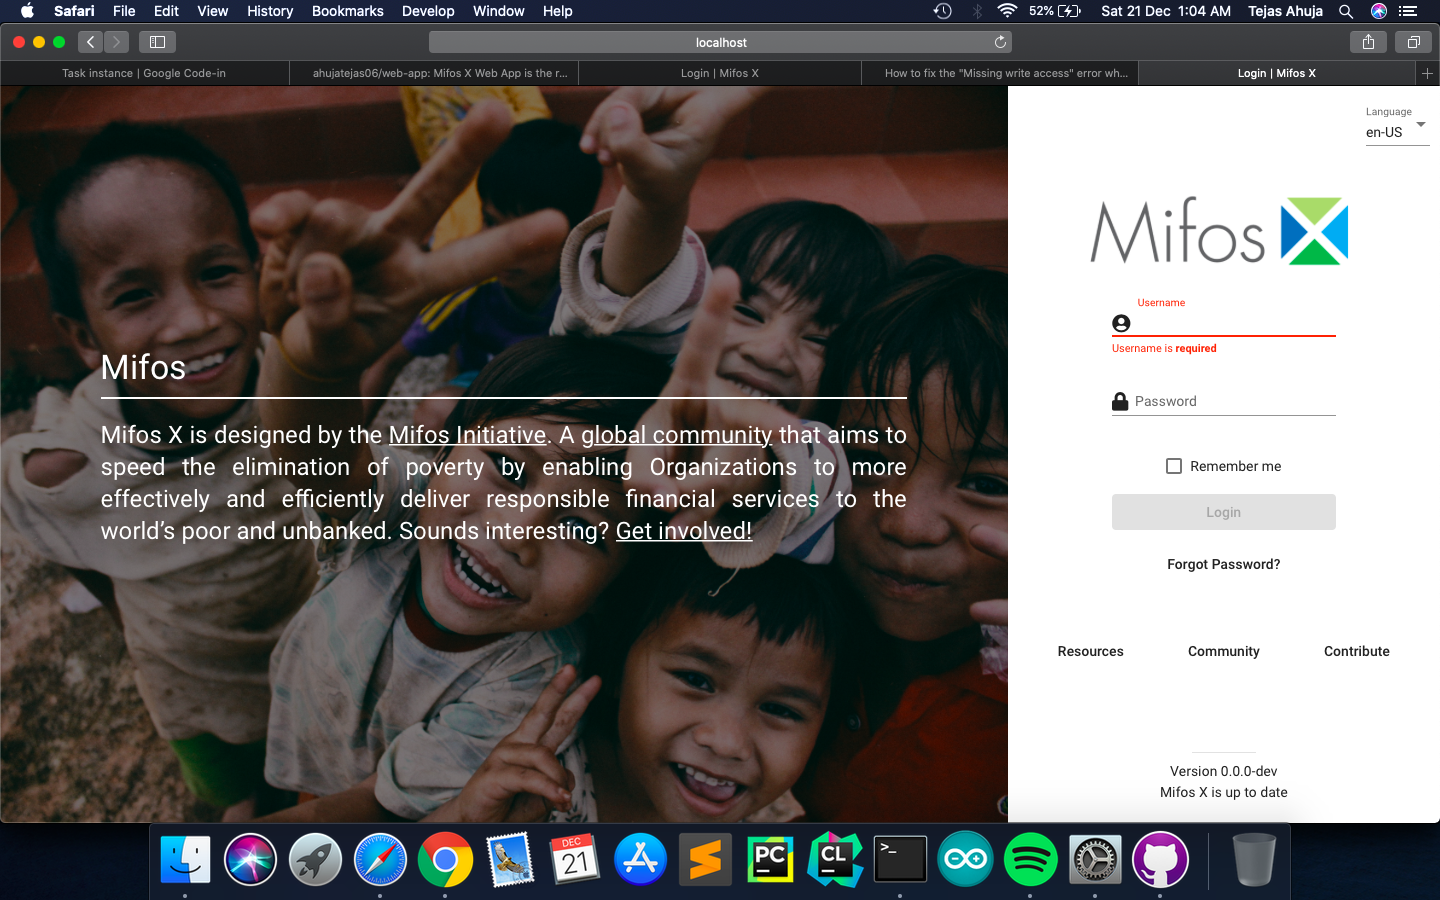 Safari File Edit View History Bookmarks Develop Window Help 52% Sat 21 Dec 1:04 AM Tejas Ahuja
localhost
Task instance | Google Code-in
ahujatejas06/web-app: Mifos X Web App is the r...
Login | Mifos X
How to fix the "Missing write access" error wh...
Login | Mifos X
Mifos
Mifos X is designed by the Mifos Initiative. A global community that aims to
speed the elimination of poverty by enabling Organizations to more
effectively and efficiently deliver responsible financial services to the
world's poor and unbanked. Sounds interesting? Get involved!
Language
en-US
Mifos X
Username
Username is required
Password
Remember me
Login
Forgot Password?
Resources Community Contribute
Version 0.0.0-dev
Mifos X is up to date
DEC
21
PC
CL
>_